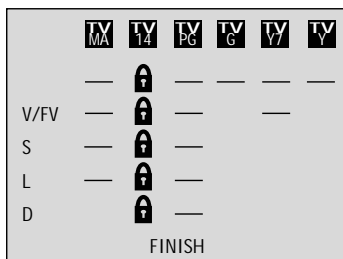 TV MA TV 14 TV PG TV G TV Y7 TV Y
— — — — —
V/FV — — —
S — —
L — —
D —
FINISH